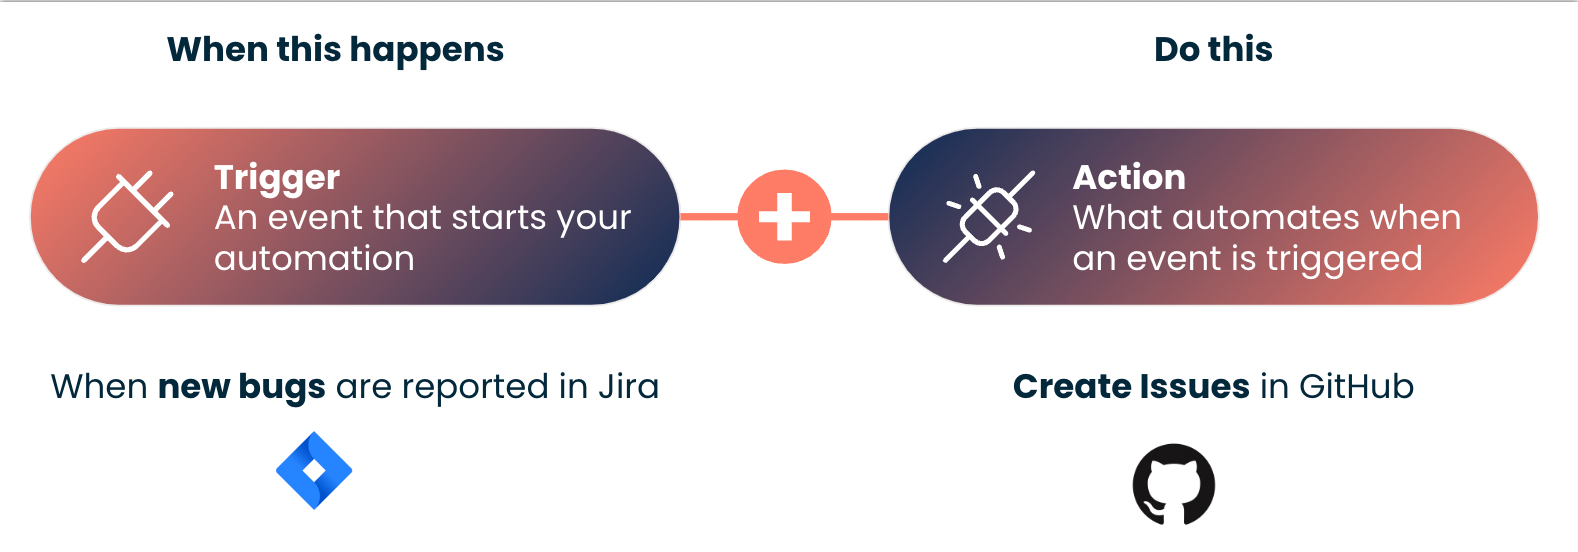 When this happens
Do this
Trigger
An event that starts your
automation
Action
What automates when
an event is triggered
When new bugs are reported in Jira
Create Issues in GitHub